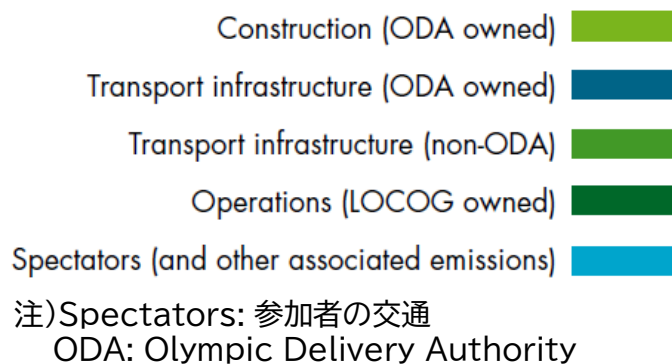 Construction (ODA owned)
Transport infrastructure (ODA owned)
Transport infrastructure (non-ODA)
Operations (LOCOG owned)
Spectators (and other associated emissions)
注)Spectators: 参加者の交通
ODA: Olympic Delivery Authority